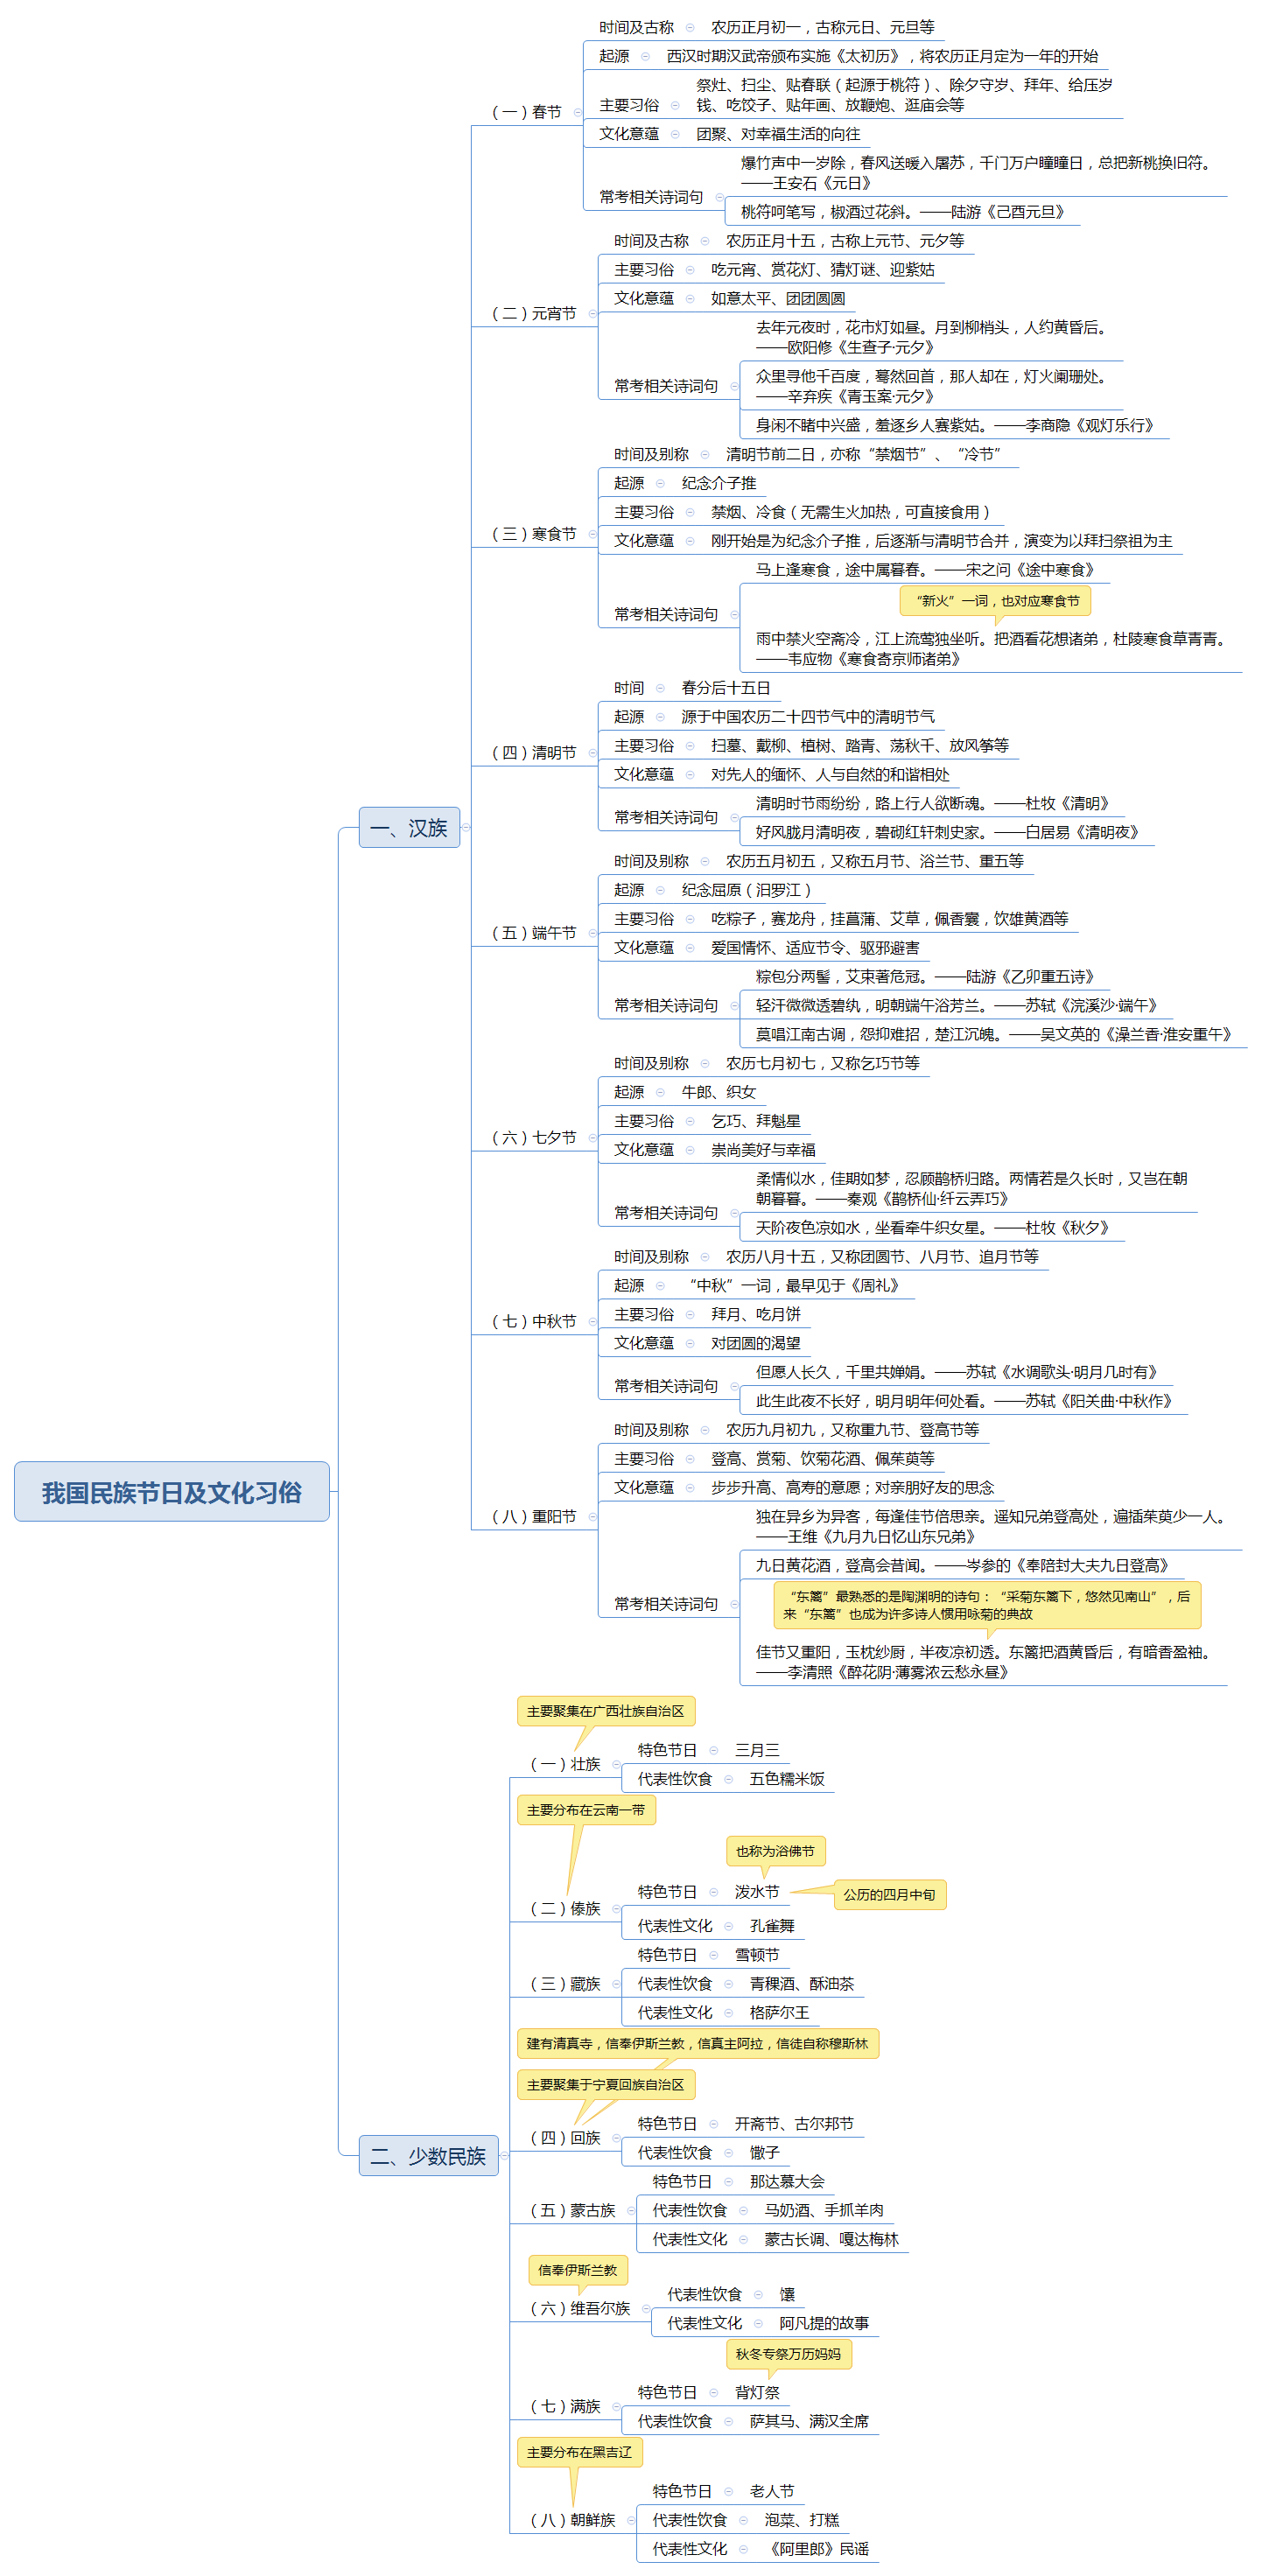 我国民族节日及文化习俗
一、汉族
（一）春节
时间及古称
农历正月初一，古称元日、元旦等
起源
西汉时期汉武帝颁布实施《太初历》，将农历正月定为一年的开始
主要习俗
祭灶、扫尘、贴春联（起源于桃符）、除夕守岁、拜年、给压岁
钱、吃饺子、贴年画、放鞭炮、逛庙会等
文化意蕴
团聚、对幸福生活的向往
常考相关诗词句
爆竹声中一岁除，春风送暖入屠苏，千门万户瞳瞳日，总把新桃换旧符。
——王安石《元日》
桃符呵笔写，椒酒过花斜。——陆游《己酉元旦》
（二）元宵节
时间及古称
农历正月十五，古称上元节、元夕等
主要习俗
吃元宵、赏花灯、猜灯谜、迎紫姑
文化意蕴
如意太平、团团圆圆
常考相关诗词句
去年元夜时，花市灯如昼。月到柳梢头，人约黄昏后。
——欧阳修《生查子·元夕》
众里寻他千百度，蓦然回首，那人却在，灯火阑珊处。
——辛弃疾《青玉案·元夕》
身闲不睹中兴盛，羞逐乡人赛紫姑。——李商隐《观灯乐行》
（三）寒食节
时间及别称
清明节前二日，亦称“禁烟节”、“冷节”
起源
纪念介子推
主要习俗
禁烟、冷食（无需生火加热，可直接食用）
文化意蕴
刚开始是为纪念介子推，后逐渐与清明节合并，演变为以拜扫祭祖为主
常考相关诗词句
马上逢寒食，途中属暮春。——宋之问《途中寒食》
“新火”一词，也对应寒食节
雨中禁火空斋冷，江上流莺独坐听。把酒看花想诸弟，杜陵寒食草青青。
——韦应物《寒食寄京师诸弟》
（四）清明节
时间
春分后十五日
起源
源于中国农历二十四节气中的清明节气
主要习俗
扫墓、戴柳、植树、踏青、荡秋千、放风筝等
文化意蕴
对先人的缅怀、人与自然的和谐相处
常考相关诗词句
清明时节雨纷纷，路上行人欲断魂。——杜牧《清明》
好风胧月清明夜，碧砌红轩刺史家。——白居易《清明夜》
（五）端午节
时间及别称
农历五月初五，又称五月节、浴兰节、重五等
起源
纪念屈原（汨罗江）
主要习俗
吃粽子，赛龙舟，挂菖蒲、艾草，佩香囊，饮雄黄酒等
文化意蕴
爱国情怀、适应节令、驱邪避害
常考相关诗词句
粽包分两髻，艾束著危冠。——陆游《乙卯重五诗》
轻汗微微透碧纨，明朝端午浴芳兰。——苏轼《浣溪沙·端午》
莫唱江南古调，怨抑难招，楚江沉魄。——吴文英的《澡兰香·淮安重午》
（六）七夕节
时间及别称
农历七月初七，又称乞巧节等
起源
牛郎、织女
主要习俗
乞巧、拜魁星
文化意蕴
崇尚美好与幸福
常考相关诗词句
柔情似水，佳期如梦，忍顾鹊桥归路。两情若是久长时，又岂在朝
朝暮暮。——秦观《鹊桥仙·纤云弄巧》
天阶夜色凉如水，坐看牵牛织女星。——杜牧《秋夕》
（七）中秋节
时间及别称
农历八月十五，又称团圆节、八月节、追月节等
起源
“中秋”一词，最早见于《周礼》
主要习俗
拜月、吃月饼
文化意蕴
对团圆的渴望
常考相关诗词句
但愿人长久，千里共婵娟。——苏轼《水调歌头·明月几时有》
此生此夜不长好，明月明年何处看。——苏轼《阳关曲·中秋作》
（八）重阳节
时间及别称
农历九月初九，又称重九节、登高节等
主要习俗
登高、赏菊、饮菊花酒、佩茱萸等
文化意蕴
步步升高、高寿的意愿；对亲朋好友的思念
常考相关诗词句
独在异乡为异客，每逢佳节倍思亲。遥知兄弟登高处，遍插茱萸少一人。
——王维《九月九日忆山东兄弟》
九日黄花酒，登高会昔闻。——岑参的《奉陪封大夫九日登高》
“东篱”最熟悉的是陶渊明的诗句：“采菊东篱下，悠然见南山”，后
来“东篱”也成为许多诗人惯用咏菊的典故
佳节又重阳，玉枕纱厨，半夜凉初透。东篱把酒黄昏后，有暗香盈袖。
——李清照《醉花阴·薄雾浓云愁永昼》
二、少数民族
主要聚集在广西壮族自治区
（一）壮族
特色节日
三月三
代表性饮食
五色糯米饭
主要分布在云南一带
（二）傣族
也称为浴佛节
特色节日
泼水节
公历的四月中旬
代表性文化
孔雀舞
（三）藏族
特色节日
雪顿节
代表性饮食
青稞酒、酥油茶
代表性文化
格萨尔王
建有清真寺，信奉伊斯兰教，信真主阿拉，信徒自称穆斯林
主要聚集于宁夏回族自治区
（四）回族
特色节日
开斋节、古尔邦节
代表性饮食
馓子
（五）蒙古族
特色节日
那达慕大会
代表性饮食
马奶酒、手抓羊肉
代表性文化
蒙古长调、嘎达梅林
信奉伊斯兰教
（六）维吾尔族
代表性饮食
馕
代表性文化
阿凡提的故事
秋冬专祭万历妈妈
（七）满族
特色节日
背灯祭
代表性饮食
萨其马、满汉全席
主要分布在黑吉辽
（八）朝鲜族
特色节日
老人节
代表性饮食
泡菜、打糕
代表性文化
《阿里郎》民谣